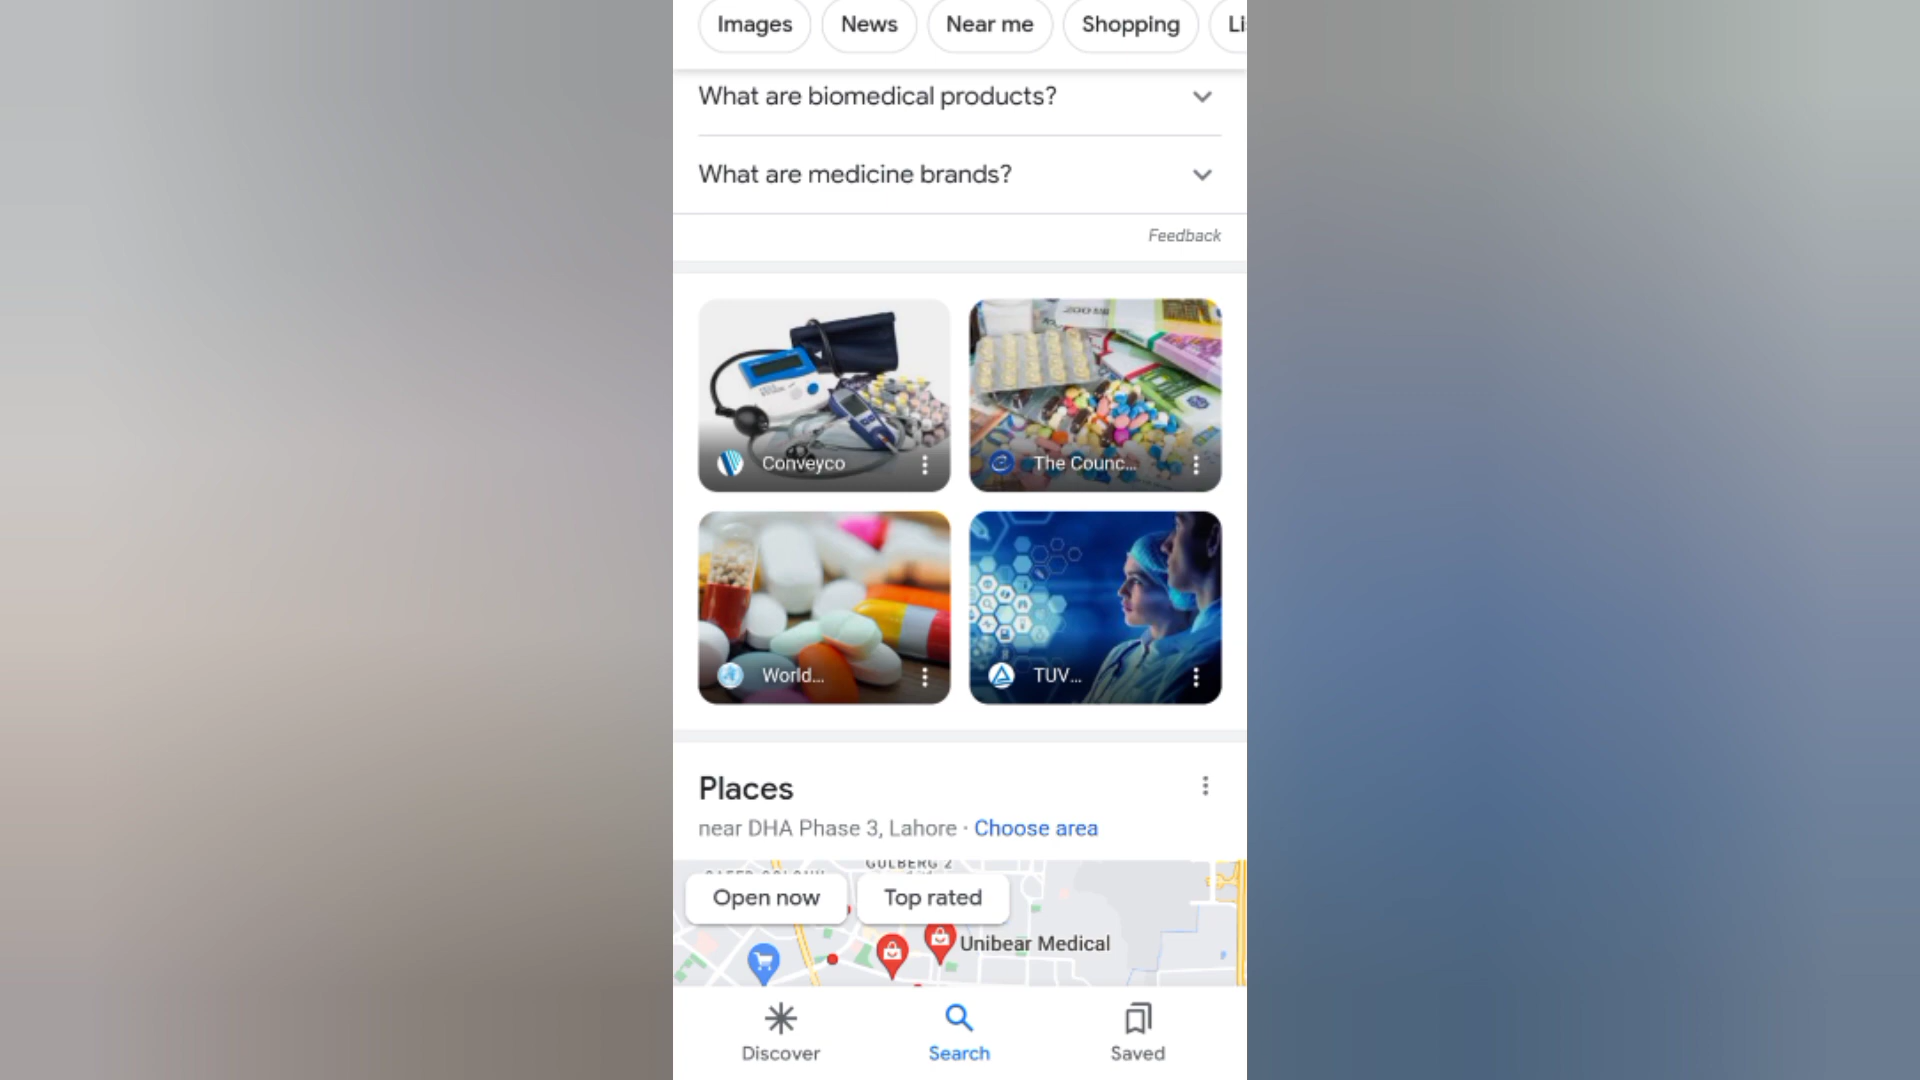 Images News Near me Shopping
What are biomedical products?
What are medicine brands?
Feedback
Conveyco
The Counc...
World...
TUV...
Places
near DHA Phase 3, Lahore · Choose area
GULBERG 2
Open now Top rated
Unibear Medical
Discover Search Saved